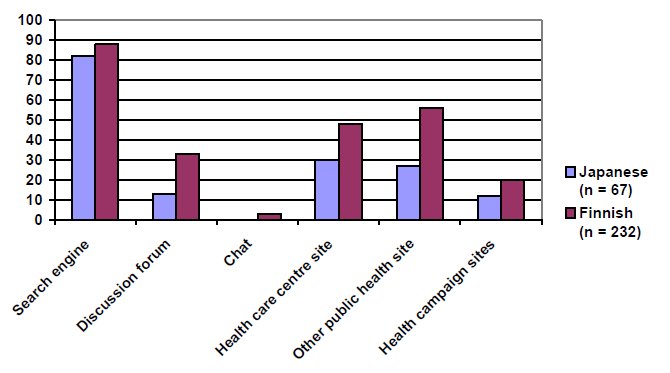 100
90
80
70
60
50
40
30
20
10
0
Search engine
Discussion forum
Chat
Health care centre site
Other public health site
Health campaign sites
Japanese
(n = 67)
Finnish
(n = 232)